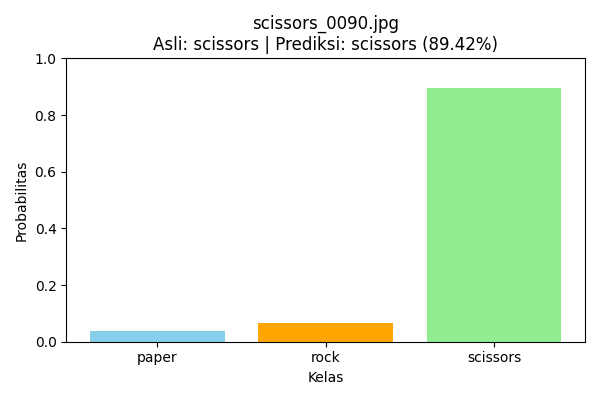 scissors_0090.jpg
Asli: scissors | Prediksi: scissors (89.42%)
1.0
0.8
0.6
0.4
0.2
0.0
Probabilitas
paper rock scissors
Kelas